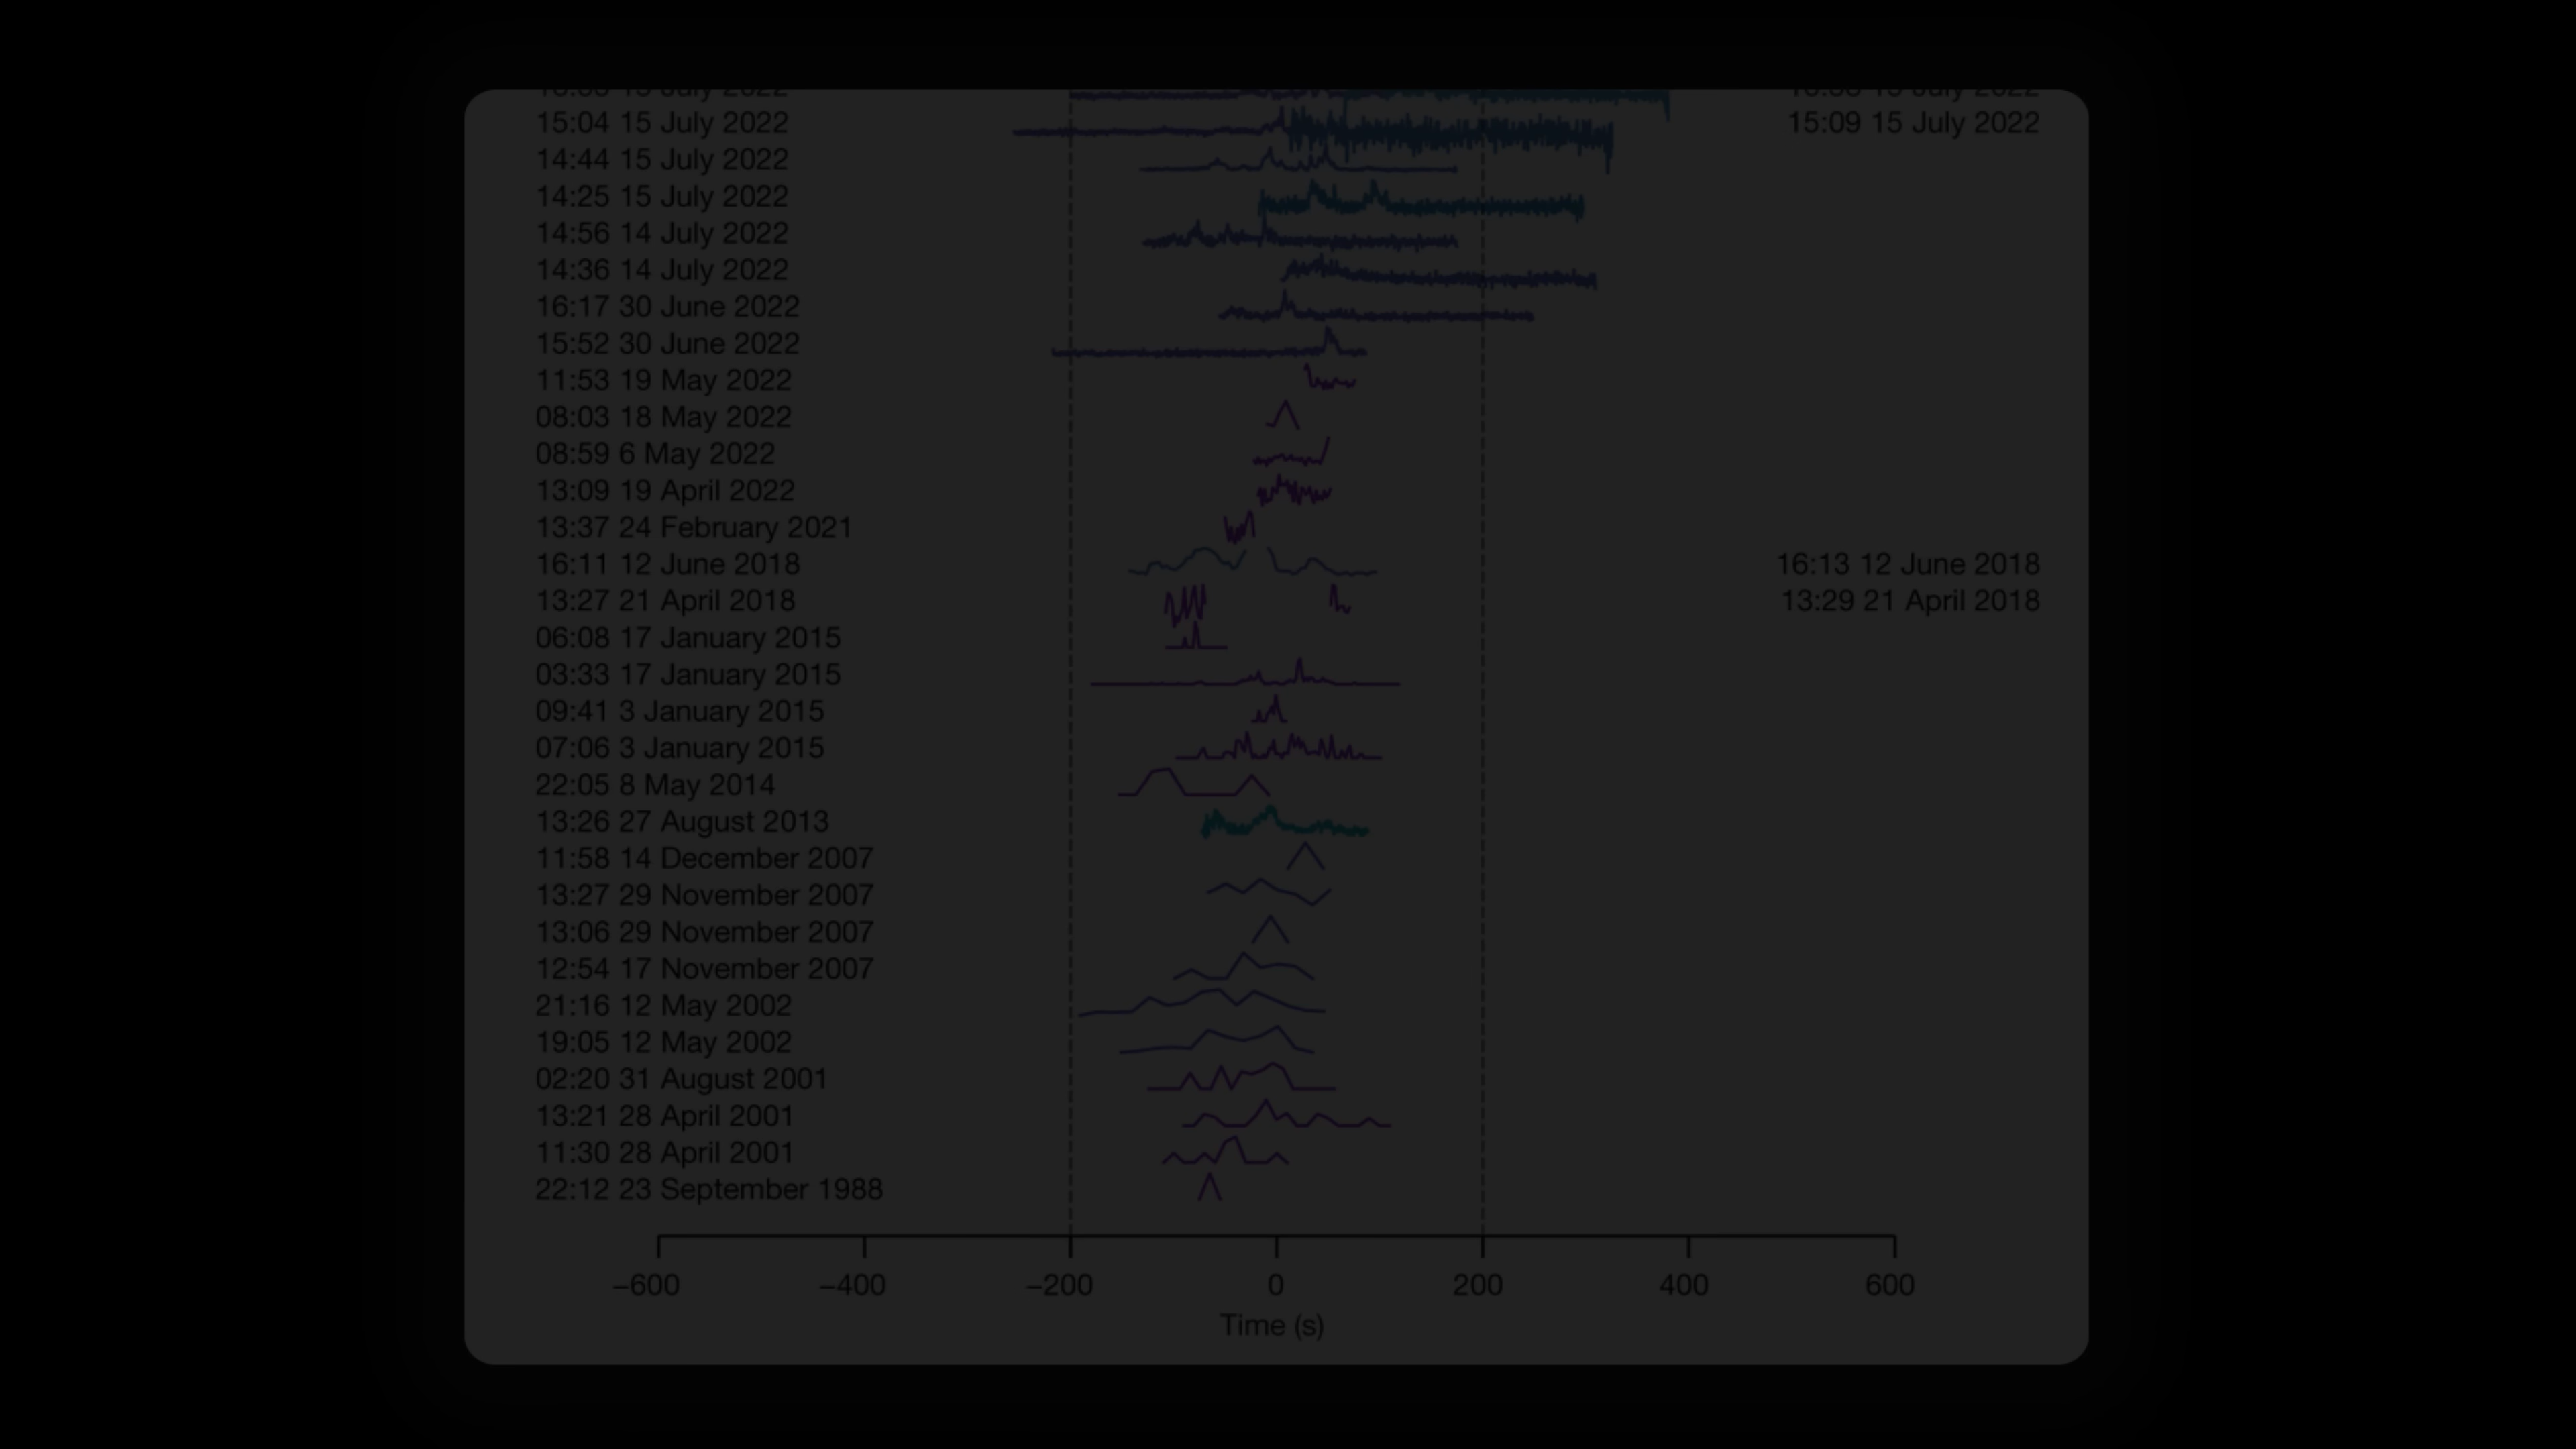 15:04 15 July 2022 15:09 15 July 2022
14:44 15 July 2022
14:25 15 July 2022
14:56 14 July 2022
14:36 14 July 2022
16:17 30 June 2022
15:52 30 June 2022
11:53 19 May 2022
08:03 18 May 2022
08:59 6 May 2022
13:09 19 April 2022
13:37 24 February 2021
16:11 12 June 2018 16:13 12 June 2018
13:27 21 April 2018 13:29 21 April 2018
06:08 17 January 2015
03:33 17 January 2015
09:41 3 January 2015
07:06 3 January 2015
22:05 8 May 2014
13:26 27 August 2013
11:58 14 December 2007
13:27 29 November 2007
13:06 29 November 2007
12:54 17 November 2007
21:16 12 May 2002
19:05 12 May 2002
02:20 31 August 2001
13:21 28 April 2001
11:30 28 April 2001
22:12 23 September 1988
−600 −400 −200 0 200 400 600
Time (s)